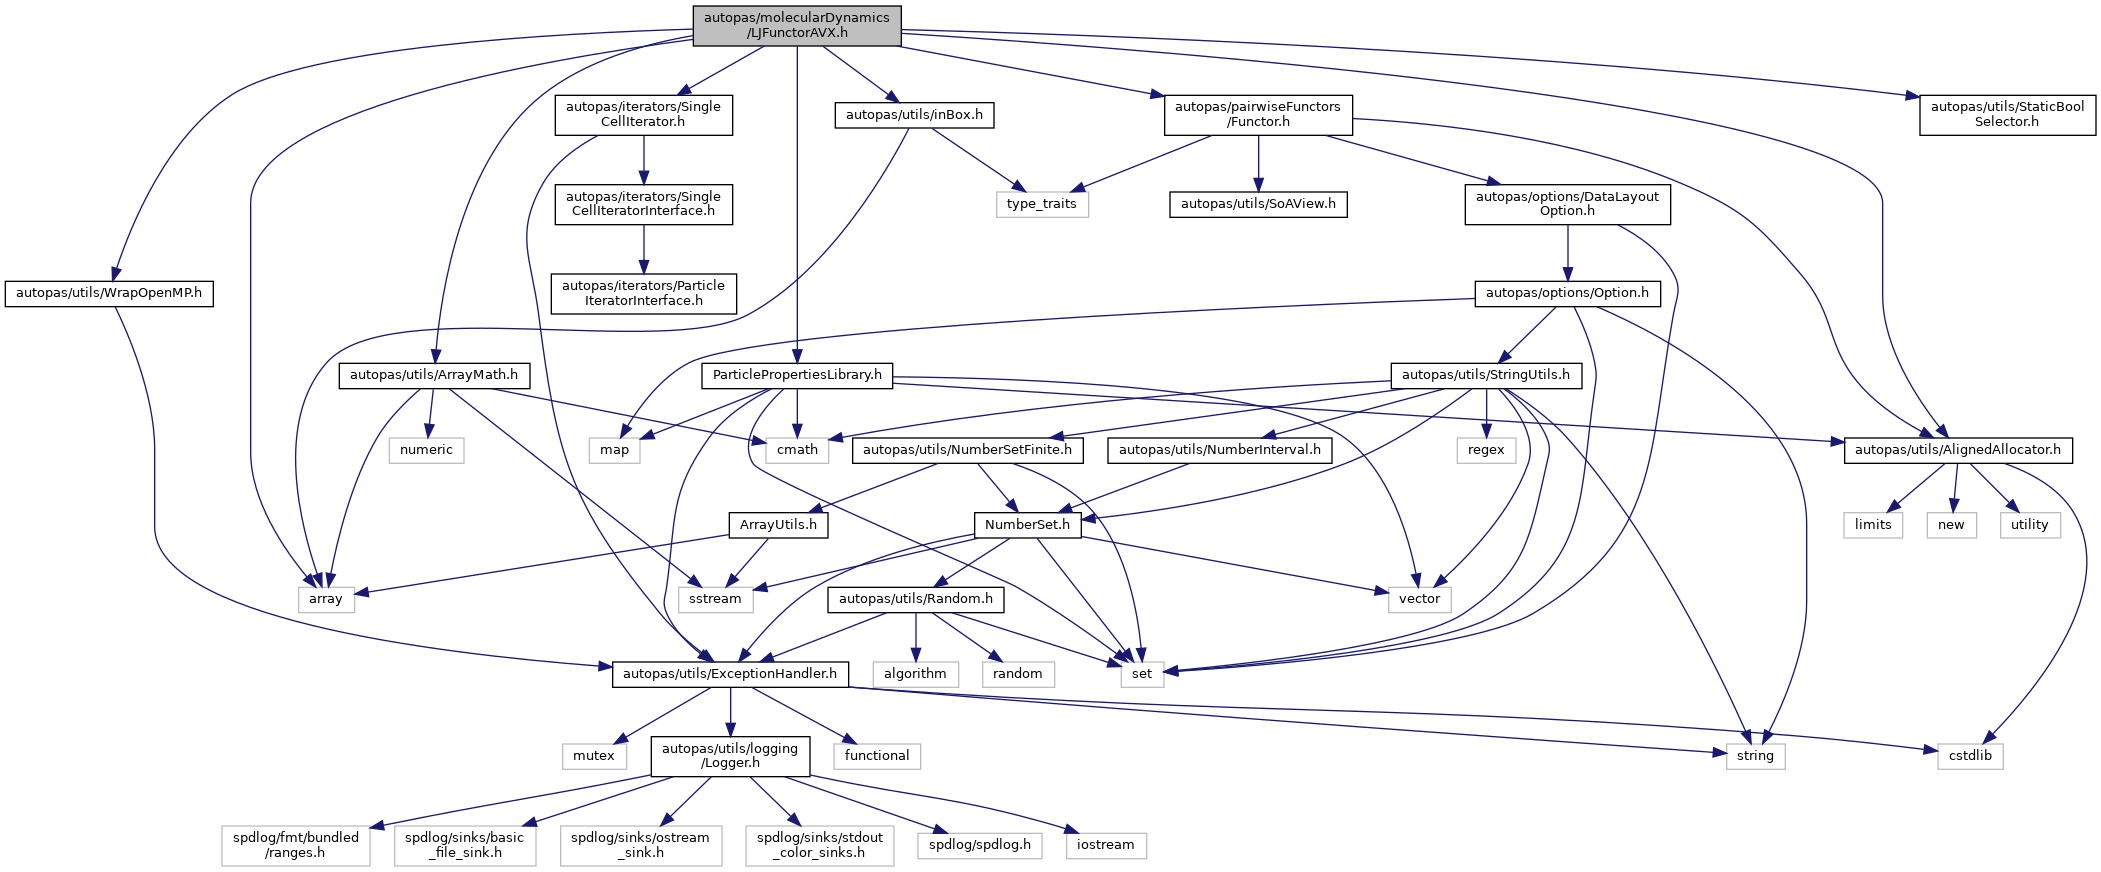 autopas/molecularDynamics
/LJFunctorAVX.h
autopas/iterators/Single
CellIterator.h
autopas/utils/inBox.h
autopas/pairwiseFunctors
/Functor.h
autopas/utils/StaticBool
Selector.h
autopas/iterators/Single
CellIteratorInterface.h
type_traits
autopas/utils/SoAView.h
autopas/options/DataLayout
Option.h
autopas/utils/WrapOpenMP.h
autopas/iterators/Particle
IteratorInterface.h
autopas/options/Option.h
autopas/utils/ArrayMath.h
ParticlePropertiesLibrary.h
autopas/utils/StringUtils.h
numeric
map
cmath
autopas/utils/NumberSetFinite.h
autopas/utils/NumberInterval.h
regex
autopas/utils/AlignedAllocator.h
ArrayUtils.h
NumberSet.h
limits
new
utility
array
sstream
autopas/utils/Random.h
vector
autopas/utils/ExceptionHandler.h
algorithm
random
set
mutex
autopas/utils/logging
/Logger.h
functional
string
cstdlib
spdlog/fmt/bundled
/ranges.h
spdlog/sinks/basic
_file_sink.h
spdlog/sinks/ostream
_sink.h
spdlog/sinks/stdout
_color_sinks.h
spdlog/spdlog.h
iostream